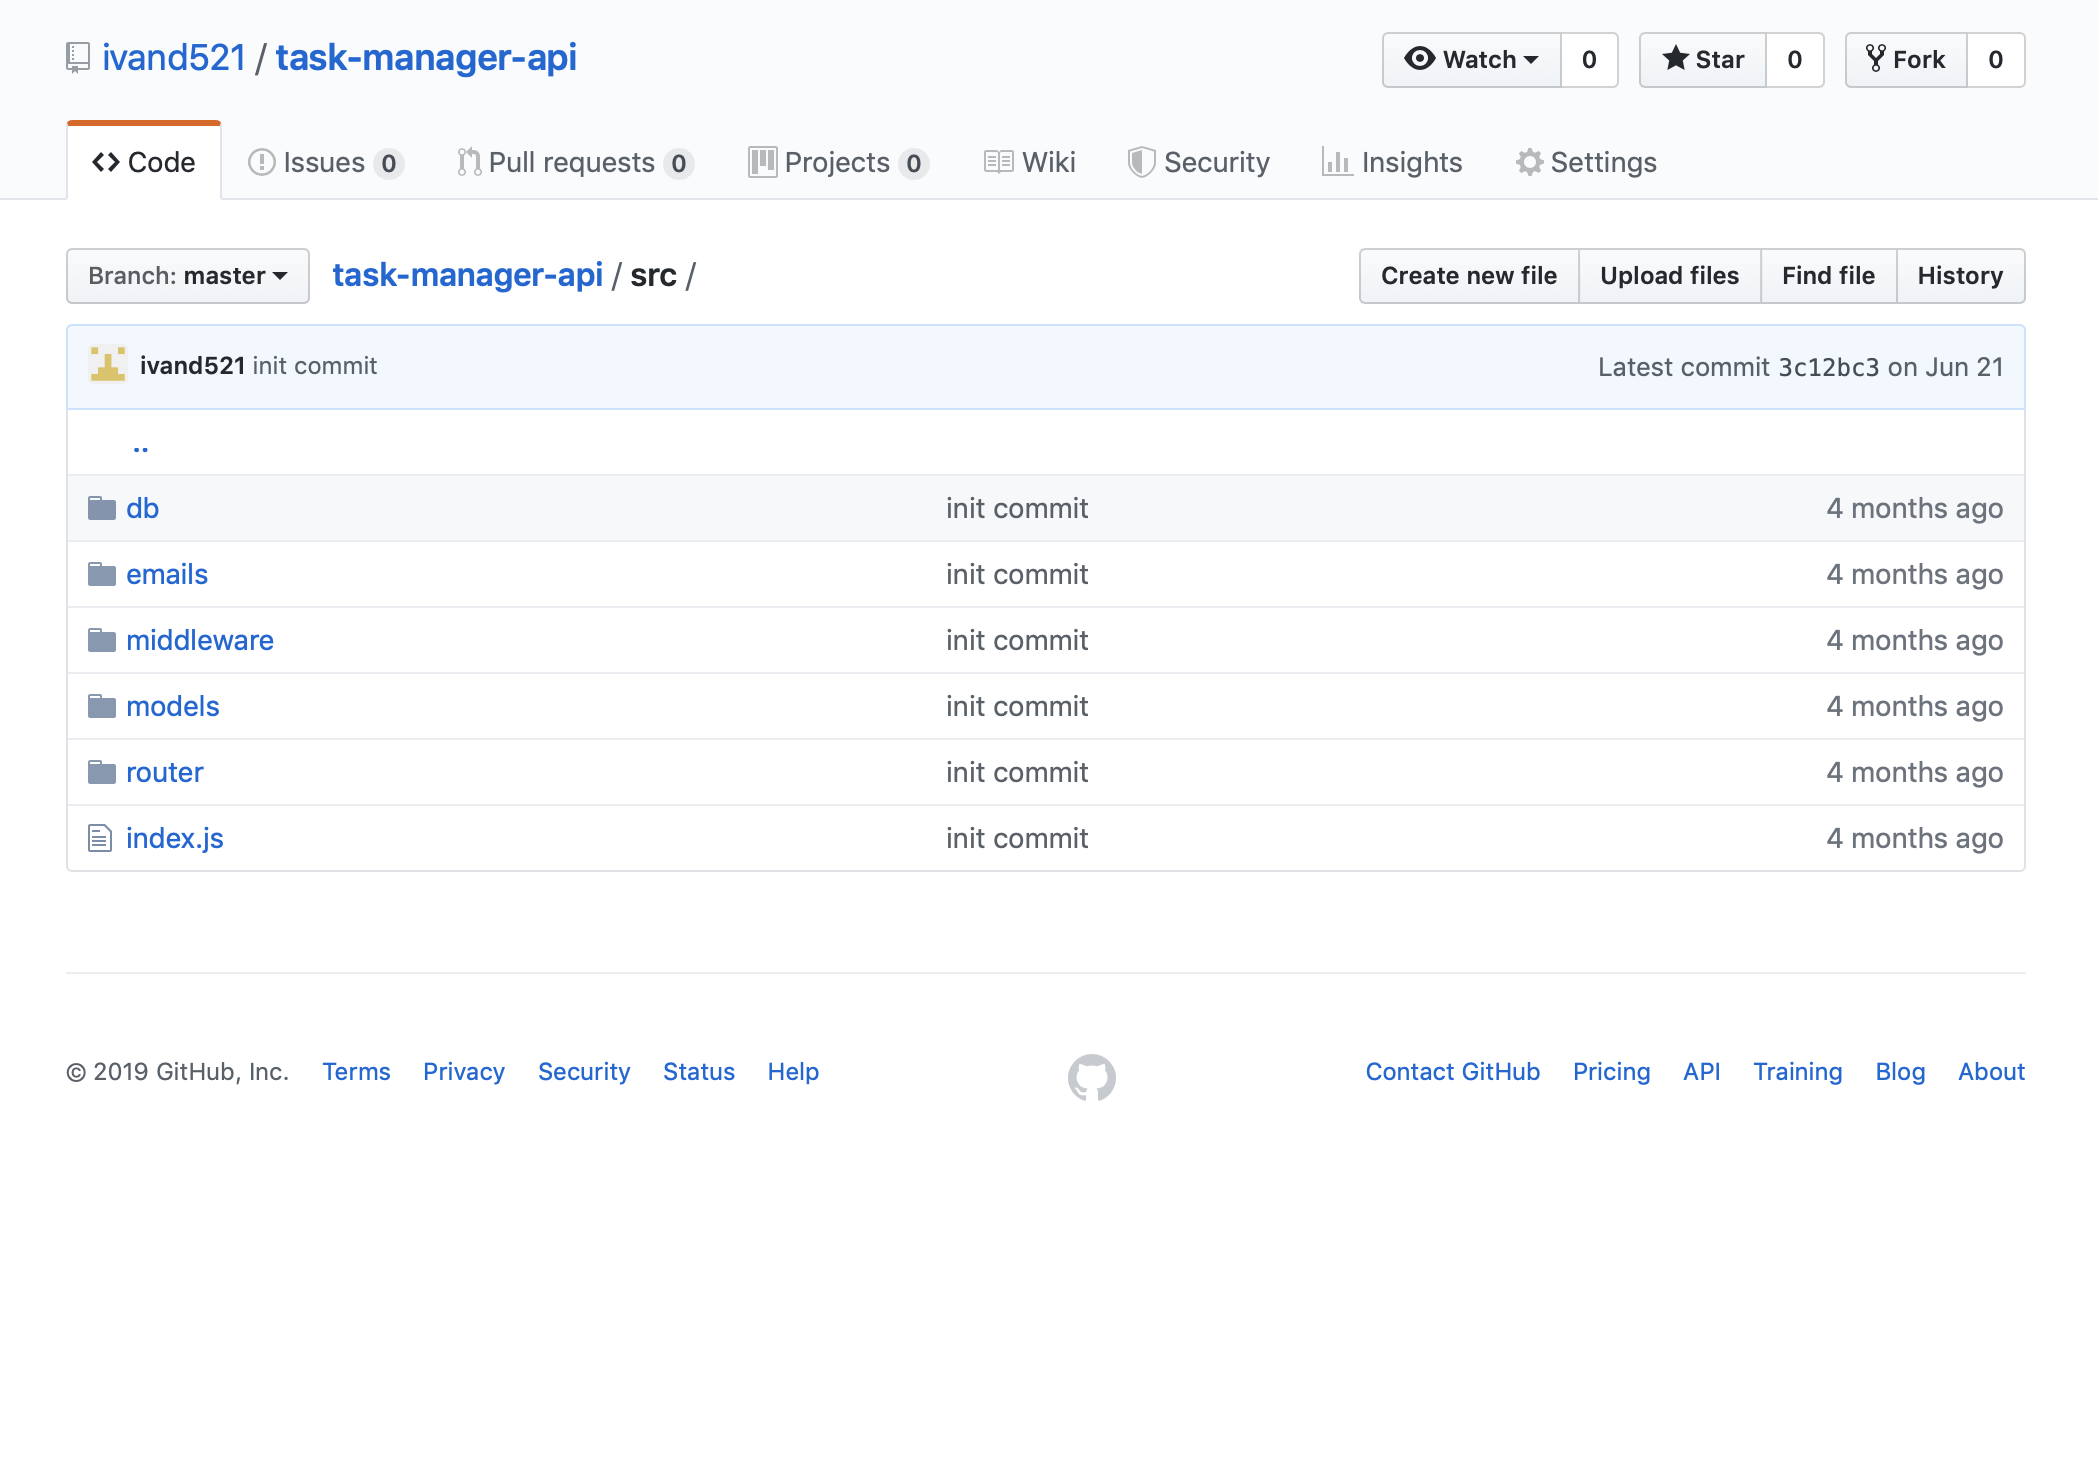 ivand521 / task-manager-api
Watch 0 Star 0 Fork 0
Code Issues 0 Pull requests 0 Projects 0 Wiki Security Insights Settings
Branch: master task-manager-api / src /
Create new file Upload files Find file History
ivand521 init commit Latest commit 3c12bc3 on Jun 21
..
db init commit 4 months ago
emails init commit 4 months ago
middleware init commit 4 months ago
models init commit 4 months ago
router init commit 4 months ago
index.js init commit 4 months ago
© 2019 GitHub, Inc. Terms Privacy Security Status Help Contact GitHub Pricing API Training Blog About